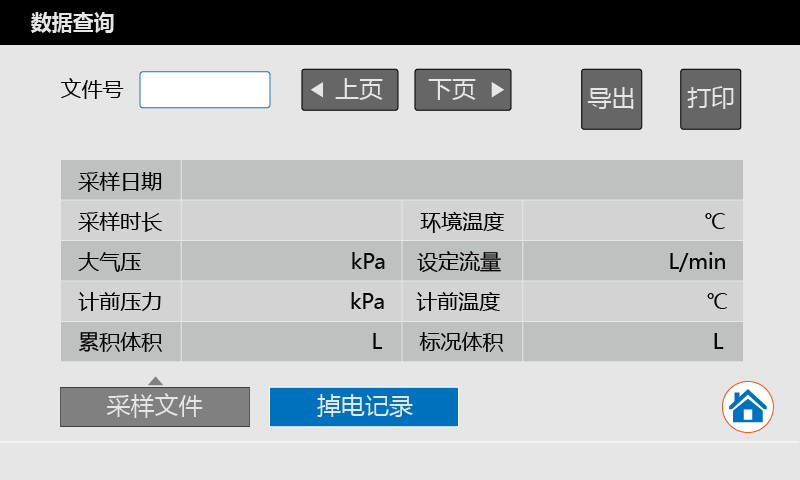 数据查询
文件号 上页 下页 导出 打印
采样日期
采样时长 环境温度 ℃
大气压 kPa 设定流量 L/min
计前压力 kPa 计前温度 ℃
累积体积 L 标况体积 L
采样文件 掉电记录